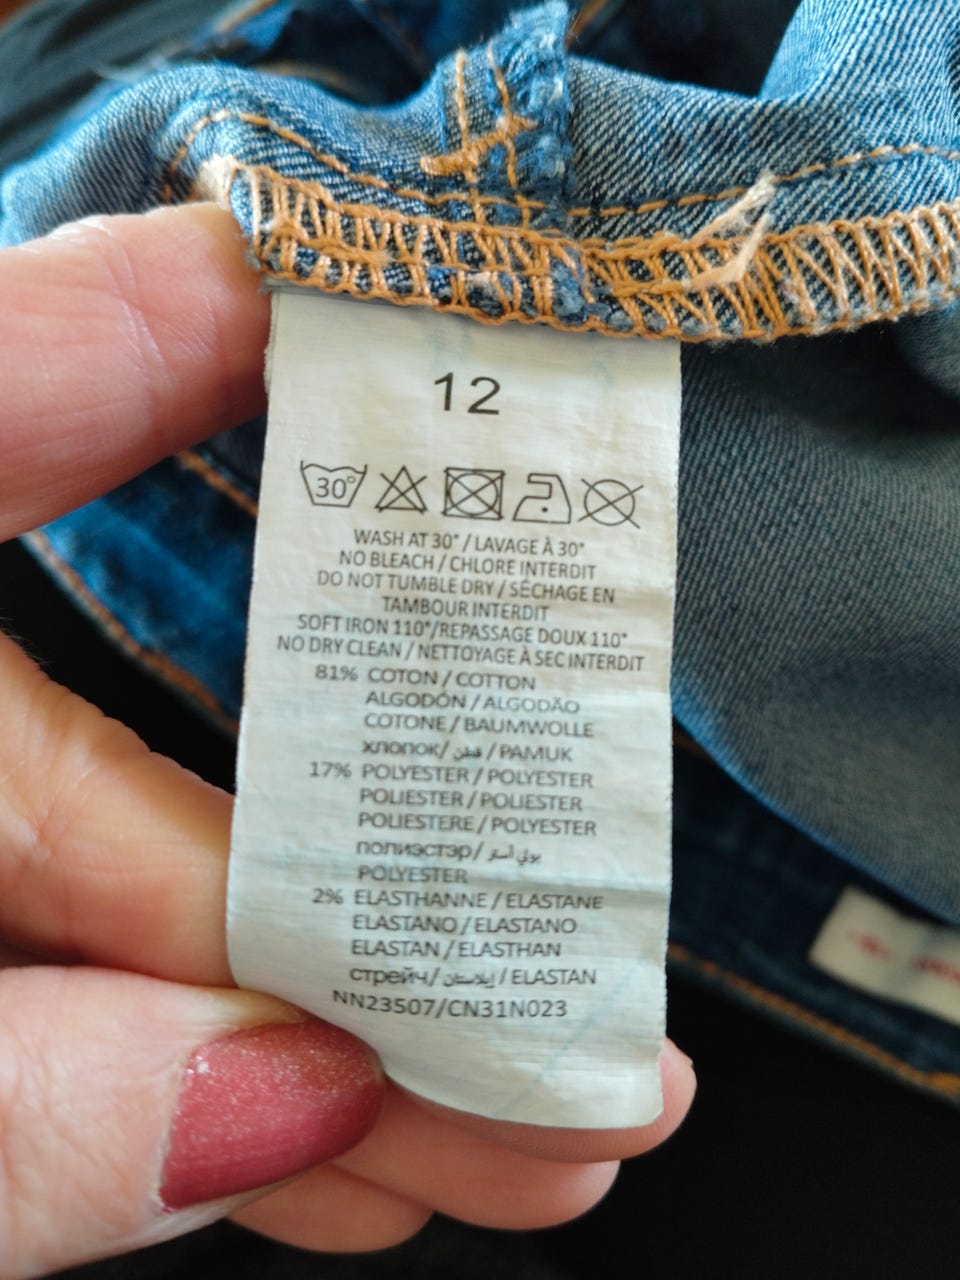 12
30°
WASH AT 30° / LAVAGE À 30°
NO BLEACH / CHLORE INTERDIT
DO NOT TUMBLE DRY / SÉCHAGE EN
TAMBOUR INTERDIT
SOFT IRON 110°/REPASSAGE DOUX 110°
NO DRY CLEAN / NETTOYAGE À SEC INTERDIT
81% COTON / COTTON
ALGODÓN / ALGODÃO
COTONE / BAUMWOLLE
хлопок/ قطن / PAMUK
17% POLYESTER / POLYESTER
POLIESTER / POLIESTER
POLIESTERE / POLYESTER
полиэстэр/ بولي أستر
POLYESTER
2% ELASTHANNE / ELASTANE
ELASTANO / ELASTANO
ELASTAN / ELASTHAN
стрейч/ إيلاستان / ELASTAN
NN23507/CN31N023